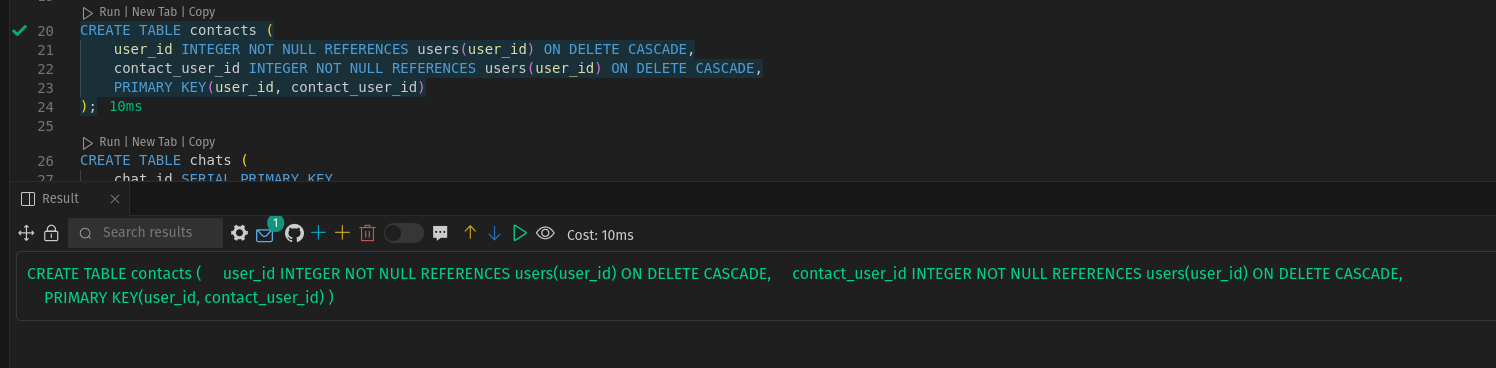 Run | New Tab | Copy
20 CREATE TABLE contacts (
21 user_id INTEGER NOT NULL REFERENCES users(user_id) ON DELETE CASCADE,
22 contact_user_id INTEGER NOT NULL REFERENCES users(user_id) ON DELETE CASCADE,
23 PRIMARY KEY(user_id, contact_user_id)
24 ); 10ms
25
Run | New Tab | Copy
26 CREATE TABLE chats (
27 chat_id SERIAL PRIMARY KEY
Result
Search results 1 Cost: 10ms
CREATE TABLE contacts ( user_id INTEGER NOT NULL REFERENCES users(user_id) ON DELETE CASCADE, contact_user_id INTEGER NOT NULL REFERENCES users(user_id) ON DELETE CASCADE,
PRIMARY KEY(user_id, contact_user_id) )